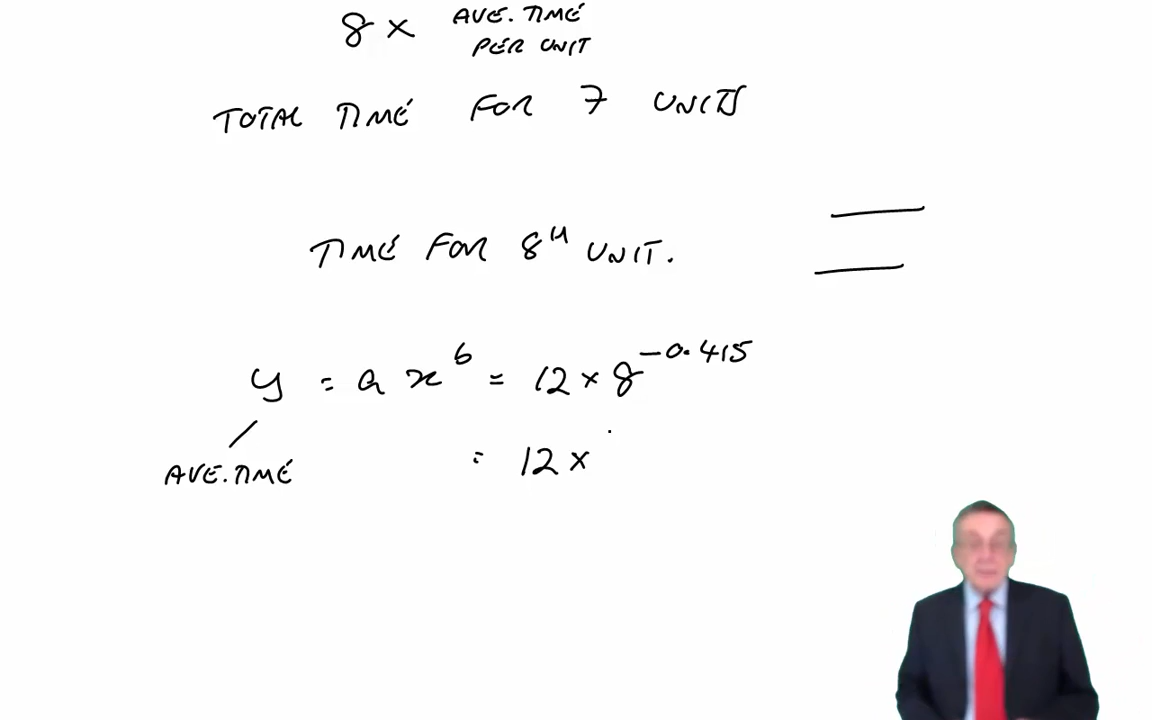 8 × AVE. TIME
PER UNIT
TOTAL TIME FOR 7 UNITS
TIME FOR 8th UNIT.
y = a x^b = 12 × 8^-0.415
= 12 ×
AVE. TIME